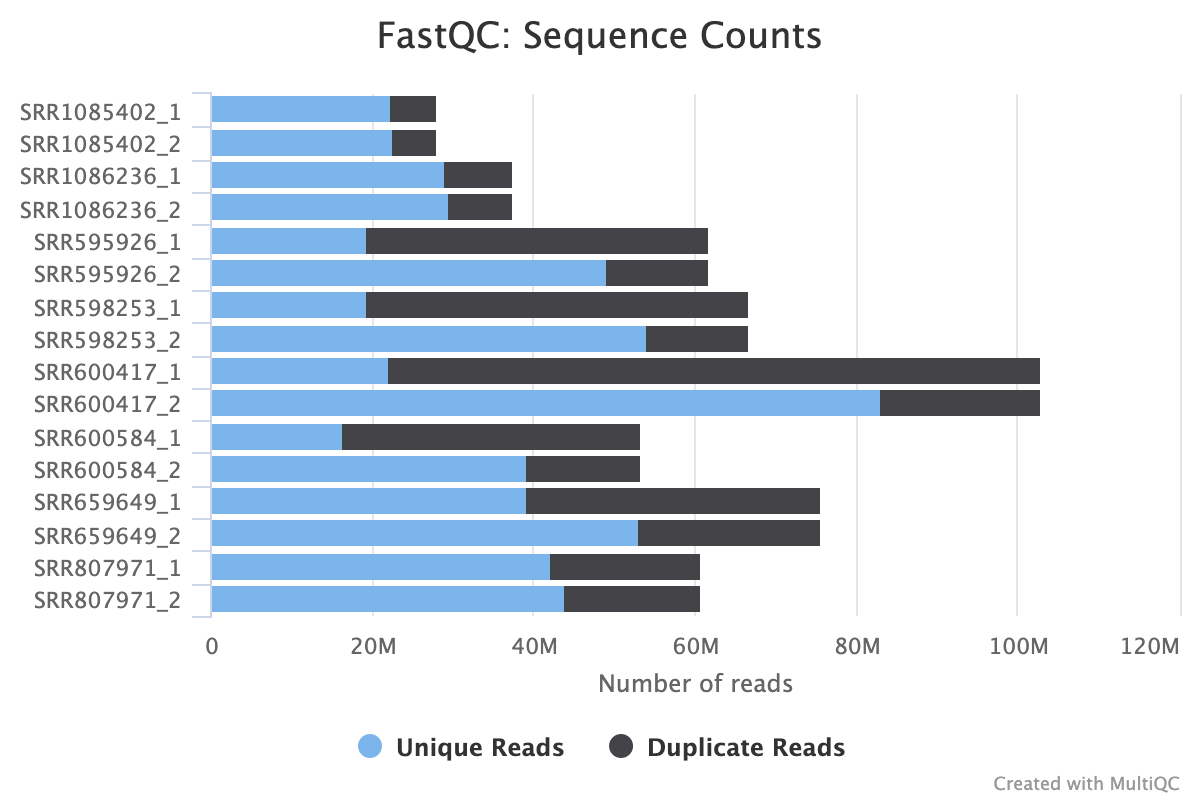 FastQC: Sequence Counts
SRR1085402_1
SRR1085402_2
SRR1086236_1
SRR1086236_2
SRR595926_1
SRR595926_2
SRR598253_1
SRR598253_2
SRR600417_1
SRR600417_2
SRR600584_1
SRR600584_2
SRR659649_1
SRR659649_2
SRR807971_1
SRR807971_2
0 20M 40M 60M 80M 100M 120M
Number of reads
Unique Reads Duplicate Reads
Created with MultiQC